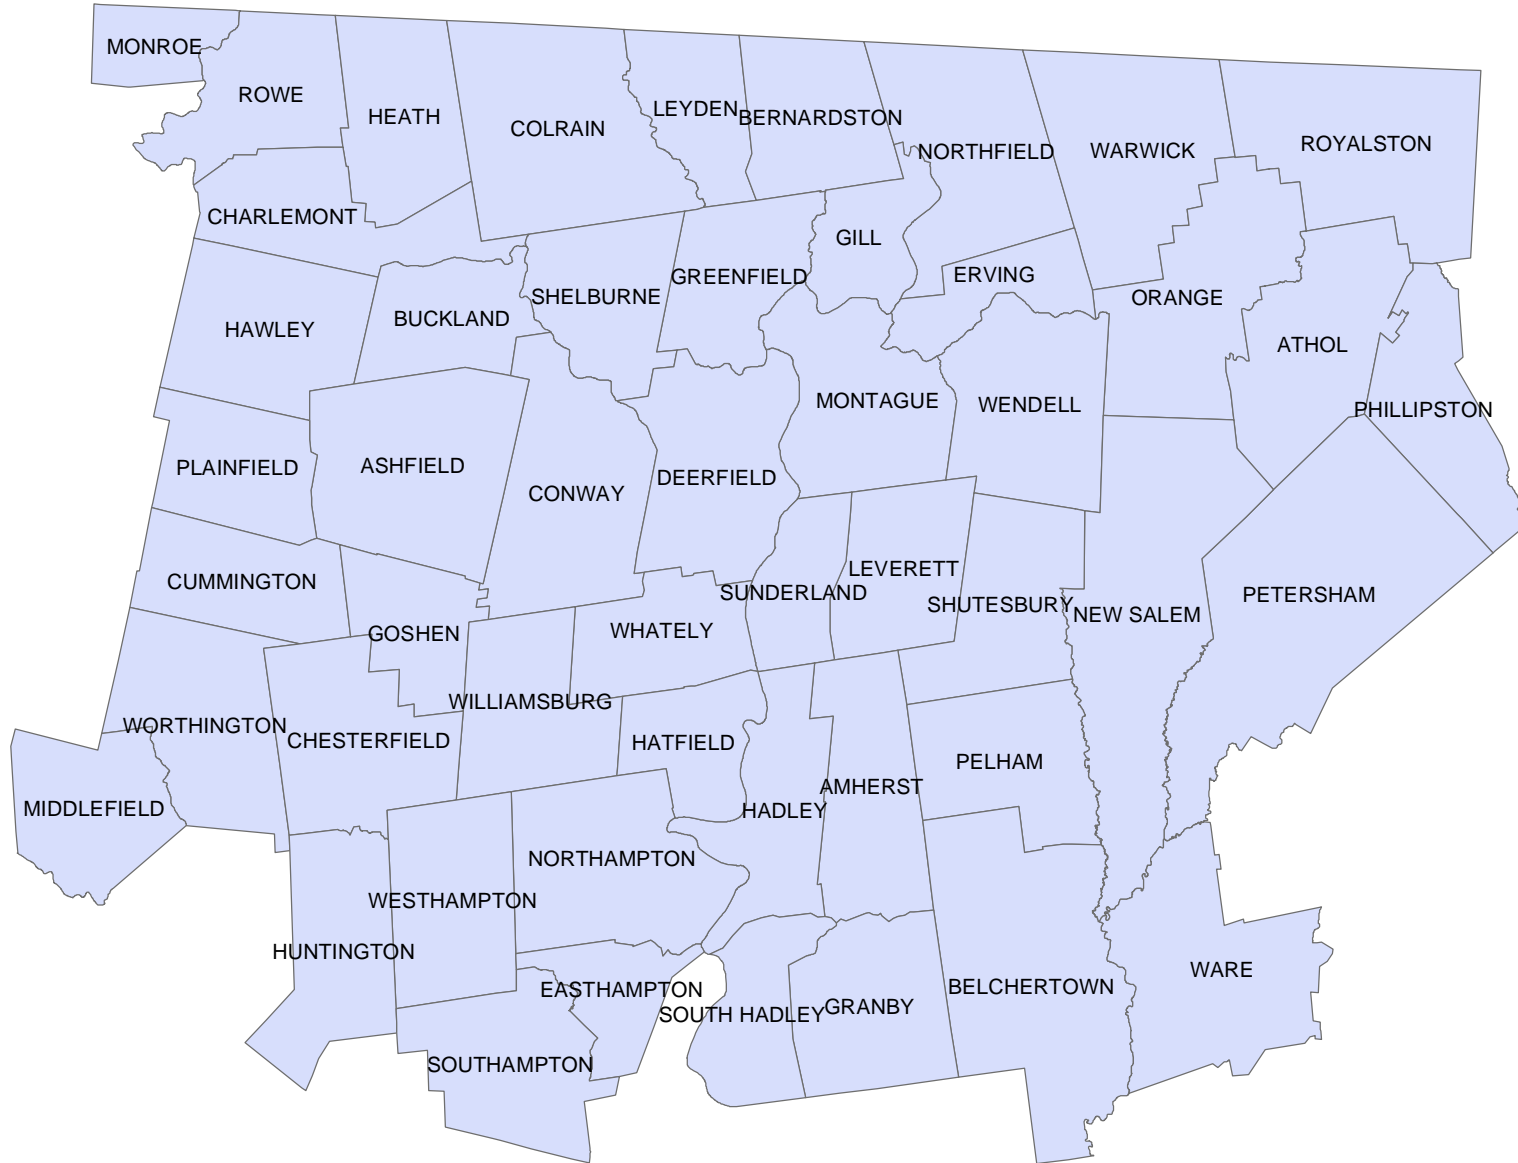 MONROE
ROWE
HEATH
COLRAIN
LEYDEN
BERNARDSTON
NORTHFIELD
WARWICK
ROYALSTON
CHARLEMONT
GILL
ERVING
ORANGE
GREENFIELD
SHELBURNE
BUCKLAND
HAWLEY
ATHOL
PHILLIPSTON
MONTAGUE
WENDELL
PLAINFIELD
ASHFIELD
CONWAY
DEERFIELD
CUMMINGTON
GOSHEN
WHATELY
SUNDERLAND
LEVERETT
SHUTESBURY
NEW SALEM
PETERSHAM
WORTHINGTON
CHESTERFIELD
WILLIAMSBURG
HATFIELD
HADLEY
AMHERST
PELHAM
MIDDLEFIELD
NORTHAMPTON
WESTHAMPTON
HUNTINGTON
EASTHAMPTON
SOUTH HADLEY
GRANBY
BELCHERTOWN
WARE
SOUTHAMPTON